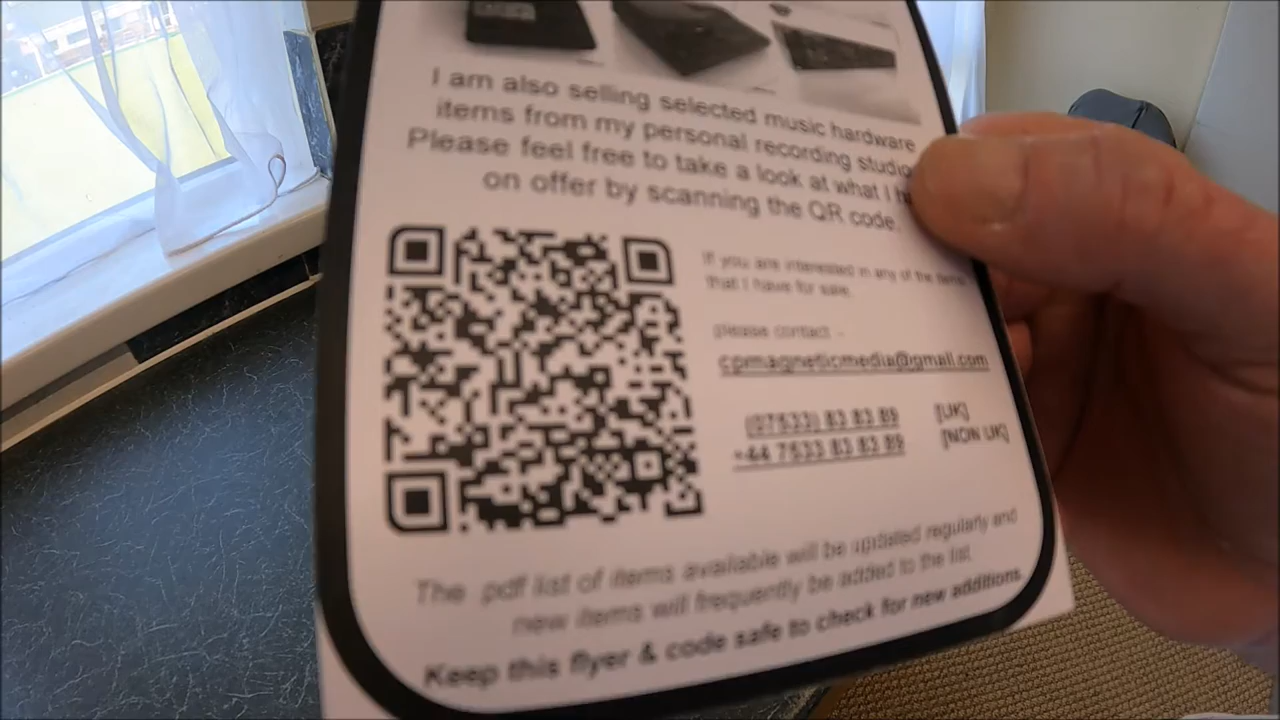 I am also selling selected music hardware
items from my personal recording studio
Please feel free to take a look at what I
on offer by scanning the QR code.
If you are interested in any of the items
that I have for sale.
please contact -
cpmagneticmedia@gmail.com
(07533) 83 83 89 [UK]
+44 7533 83 83 89 [NON UK]
The .pdf list of items available will be updated regularly and
new items will frequently be added to the list.
Keep this flyer & code safe to check for new additions.